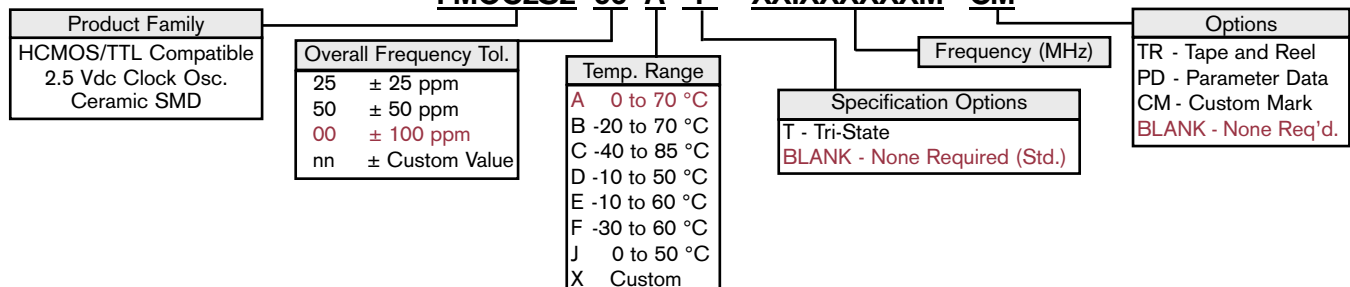 Product Family
HCMOS/TTL Compatible
2.5 Vdc Clock Osc.
Ceramic SMD
Overall Frequency Tol.
25 ± 25 ppm
50 ± 50 ppm
00 ± 100 ppm
nn ± Custom Value
Temp. Range
A 0 to 70 °C
B -20 to 70 °C
C -40 to 85 °C
D -10 to 50 °C
E -10 to 60 °C
F -30 to 60 °C
J 0 to 50 °C
X Custom
Specification Options
T - Tri-State
BLANK - None Required (Std.)
Frequency (MHz)
Options
TR - Tape and Reel
PD - Parameter Data
CM - Custom Mark
BLANK - None Req’d.